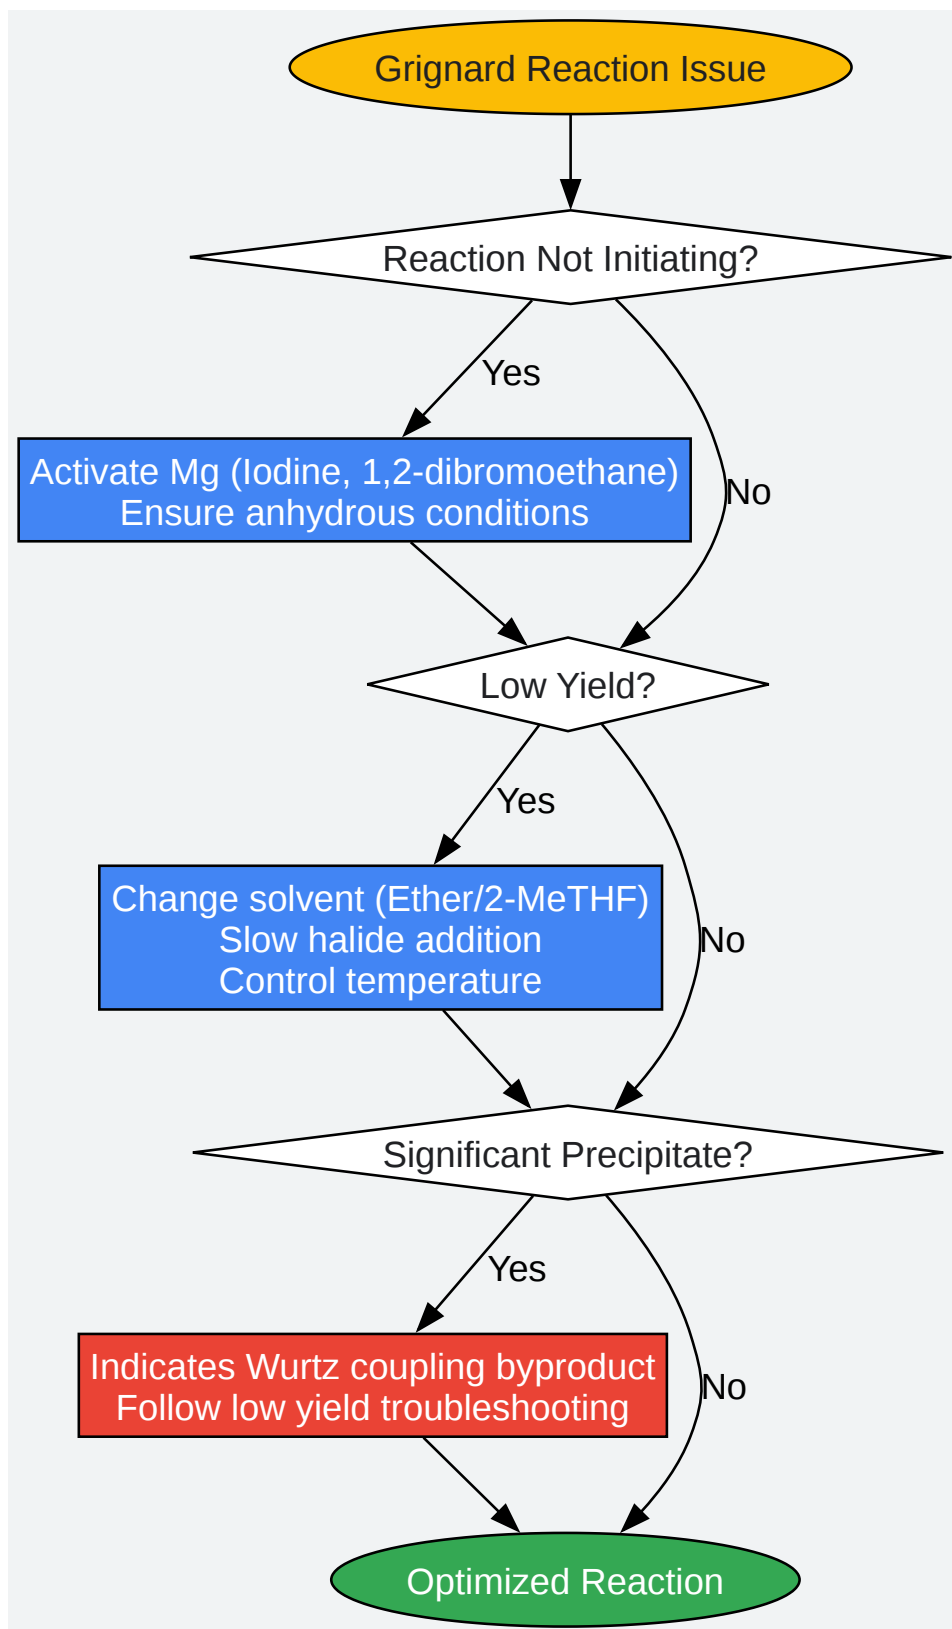 Grignard Reaction Issue
Reaction Not Initiating?
Yes
Activate Mg (Iodine, 1,2-dibromoethane)
Ensure anhydrous conditions
No
Low Yield?
Yes
Change solvent (Ether/2-MeTHF)
Slow halide addition
Control temperature
No
Significant Precipitate?
Yes
Indicates Wurtz coupling byproduct
Follow low yield troubleshooting
No
Optimized Reaction